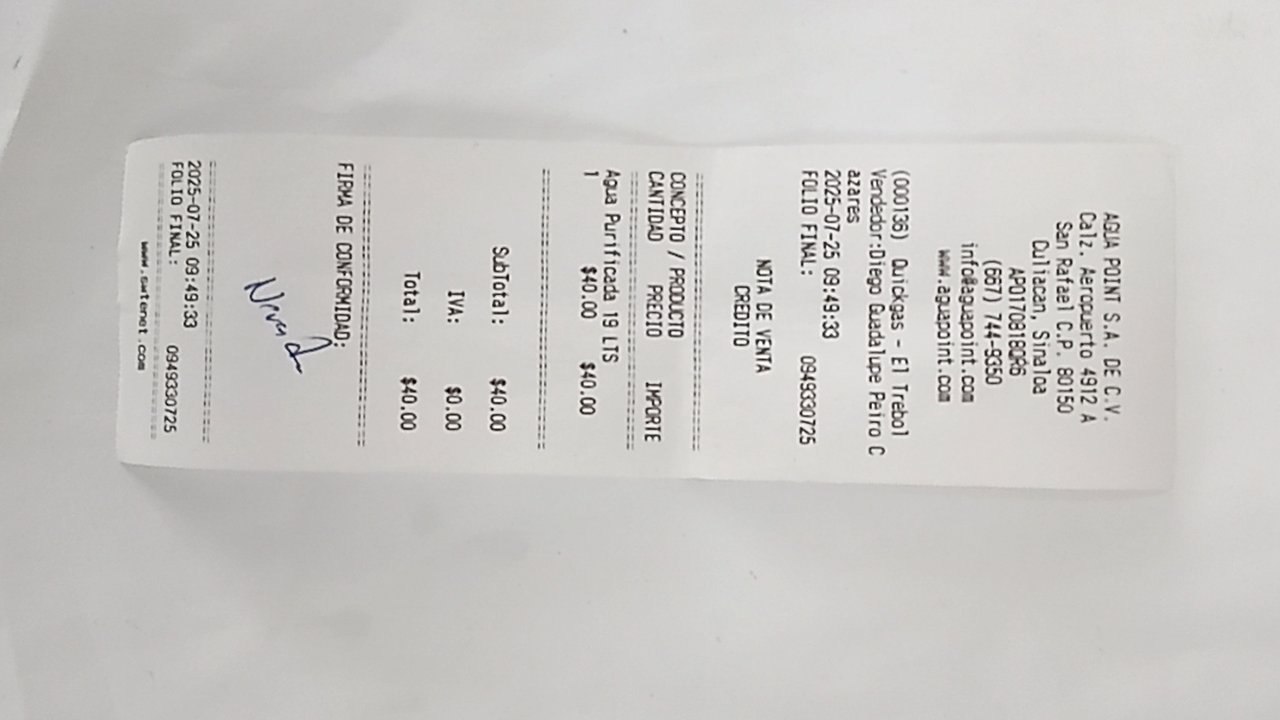 AGUA POINT S.A. DE C.V.
Calz. Aeropuerto 4912 A
San Rafael C.P. 80150
Culiacan, Sinaloa
APO170818QR6
(667) 744-9350
info@aguapoint.com
www.aguapoint.com
(000136) Quickgas - El Trebol
Vendedor:Diego Guadalupe Peiro C
azares
2025-07-25 09:49:33
FOLIO FINAL: 0949330725
NOTA DE VENTA
CREDITO
CONCEPTO / PRODUCTO
CANTIDAD PRECIO IMPORTE
Agua Purificada 19 LTS
1 $40.00 $40.00
SubTotal: $40.00
IVA: $0.00
Total: $40.00
FIRMA DE CONFORMIDAD:
2025-07-25 09:49:33
FOLIO FINAL: 0949330725
www.swtenet.com